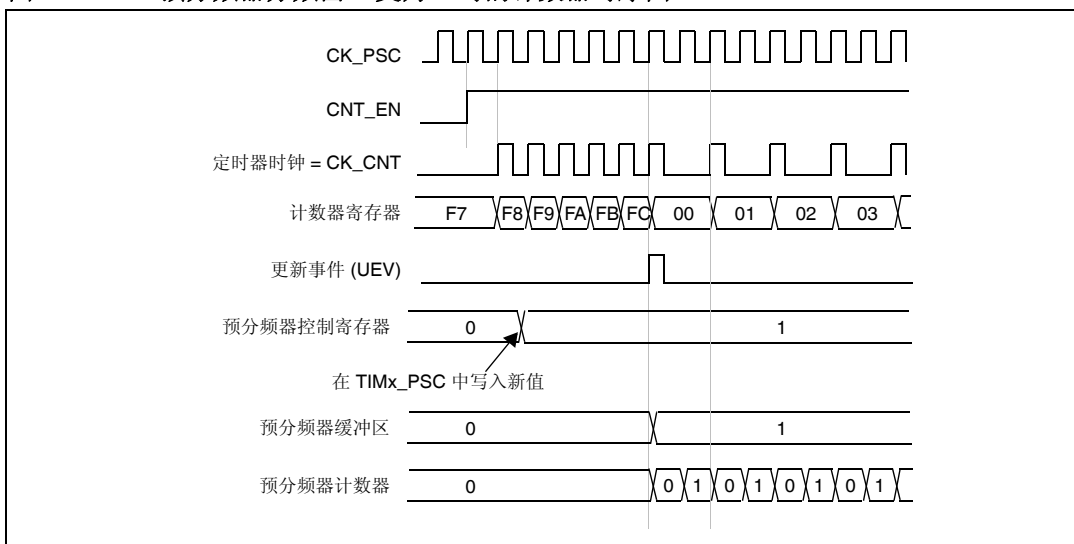 CK_PSC
CNT_EN
定时器时钟 = CK_CNT
计数器寄存器 F7 F8 F9 FA FB FC 00 01 02 03
更新事件 (UEV)
预分频器控制寄存器 0 1
在 TIMx_PSC 中写入新值
预分频器缓冲区 0 1
预分频器计数器 0 0 1 0 1 0 1 0 1